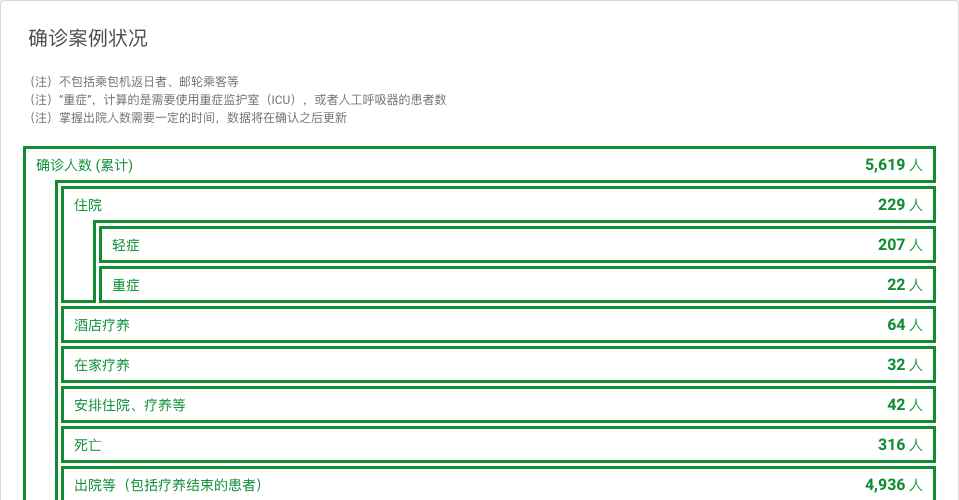 确诊案例状况
（注）不包括乘包机返日者、邮轮乘客等
（注）“重症”，计算的是需要使用重症监护室（ICU），或者人工呼吸器的患者数
（注）掌握出院人数需要一定的时间，数据将在确认之后更新
确诊人数 (累计) 5,619 人
住院 229 人
轻症 207 人
重症 22 人
酒店疗养 64 人
在家疗养 32 人
安排住院、疗养等 42 人
死亡 316 人
出院等（包括疗养结束的患者） 4,936 人